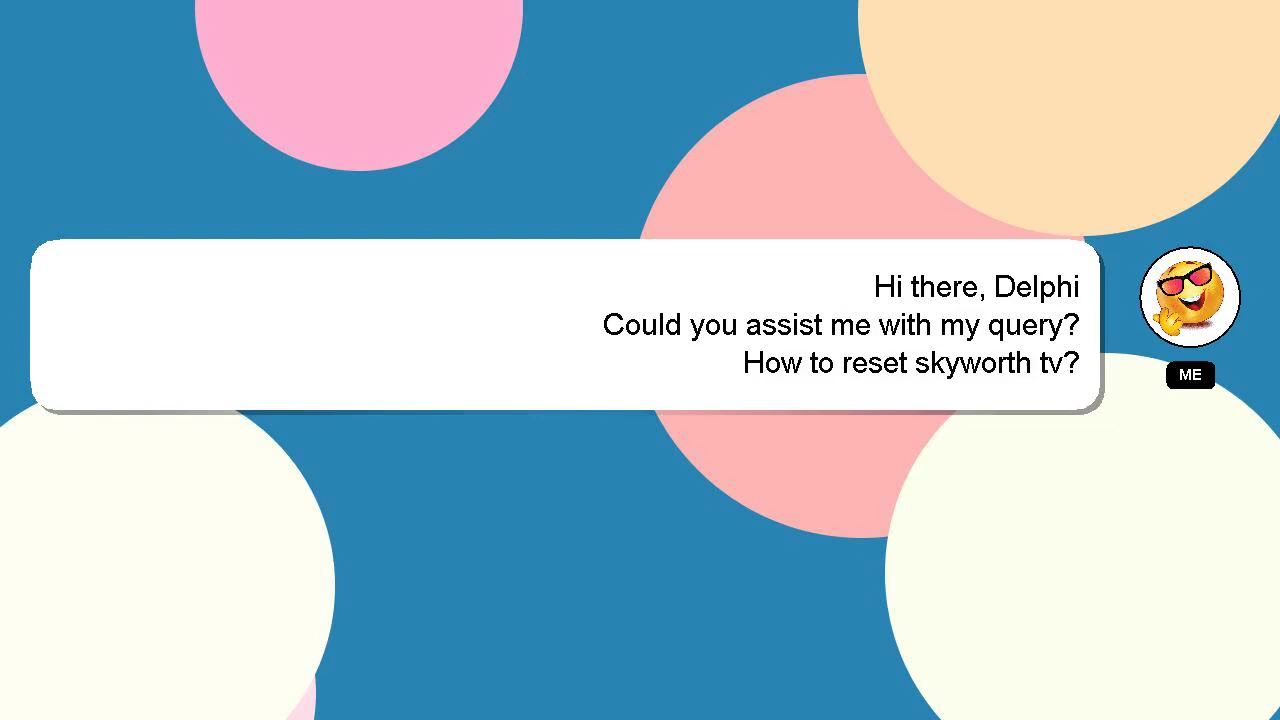 Hi there, Delphi
Could you assist me with my query?
How to reset skyworth tv?
ME